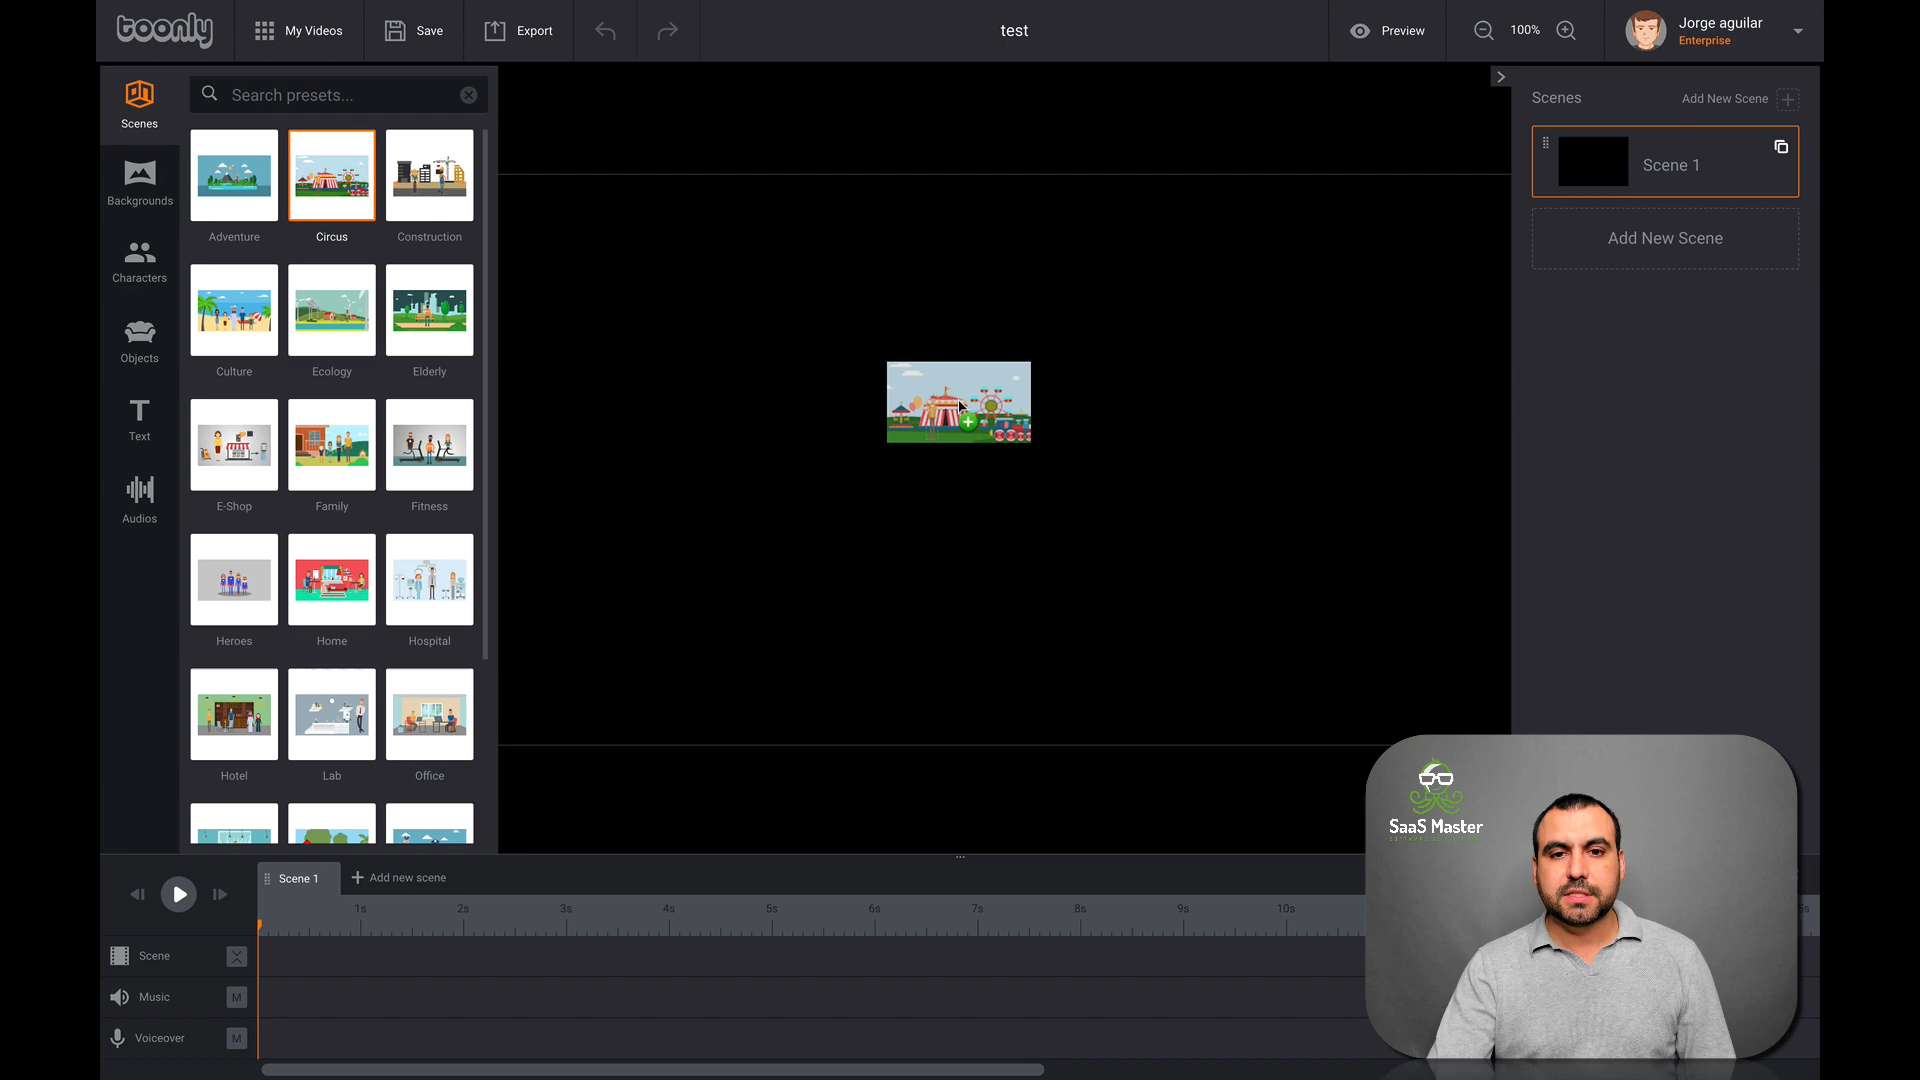 toonly
My Videos
Save
Export
test
Preview
100%
Jorge aguilar
Enterprise
Scenes
Search presets...
Scenes
Add New Scene
Backgrounds
Adventure
Circus
Construction
Scene 1
Characters
Add New Scene
Objects
Culture
Ecology
Elderly
Text
Audios
E-Shop
Family
Fitness
Heroes
Home
Hospital
Hotel
Lab
Office
SaaS Master
Scene 1
Add new scene
1s 2s 3s 4s 5s 6s 7s 8s 9s 10s
Scene
Music
M
Voiceover
M